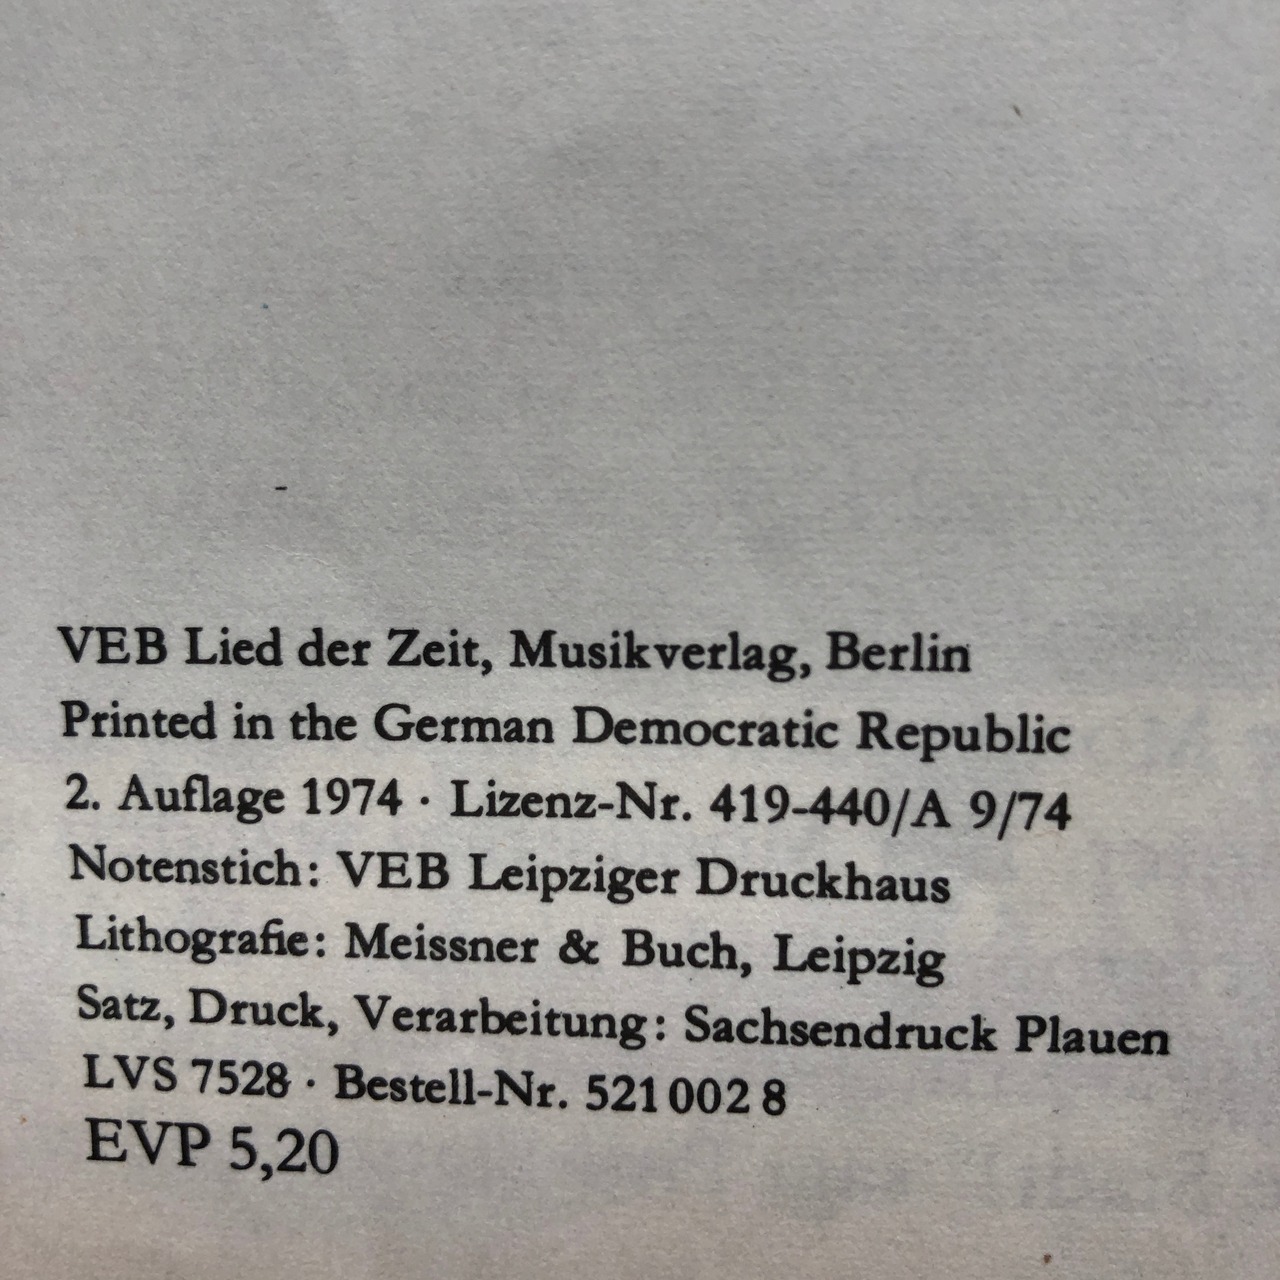 VEB Lied der Zeit, Musikverlag, Berlin
Printed in the German Democratic Republic
2. Auflage 1974 · Lizenz-Nr. 419-440/A 9/74
Notenstich: VEB Leipziger Druckhaus
Lithografie: Meissner & Buch, Leipzig
Satz, Druck, Verarbeitung: Sachsendruck Plauen
LVS 7528 · Bestell-Nr. 521 002 8
EVP 5,20